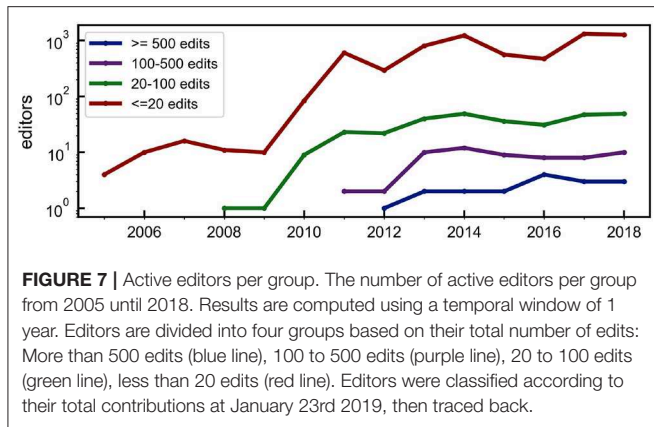 10³
10²
10¹
10⁰
editors
>= 500 edits
100-500 edits
20-100 edits
<=20 edits
2006 2008 2010 2012 2014 2016 2018
FIGURE 7 | Active editors per group. The number of active editors per group
from 2005 until 2018. Results are computed using a temporal window of 1
year. Editors are divided into four groups based on their total number of edits:
More than 500 edits (blue line), 100 to 500 edits (purple line), 20 to 100 edits
(green line), less than 20 edits (red line). Editors were classified according to
their total contributions at January 23rd 2019, then traced back.